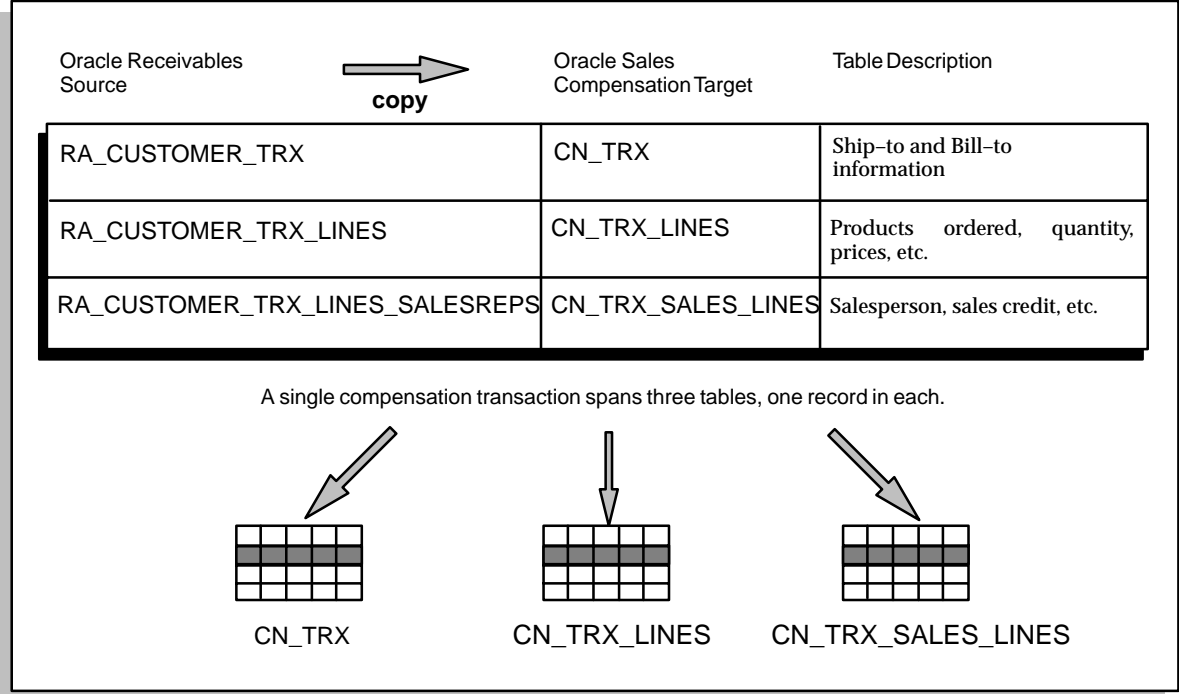 Oracle Receivables
Source
copy
Oracle Sales
Compensation Target
Table Description
RA_CUSTOMER_TRX
CN_TRX
Ship–to and Bill–to
information
RA_CUSTOMER_TRX_LINES
CN_TRX_LINES
Products ordered, quantity,
prices, etc.
RA_CUSTOMER_TRX_LINES_SALESREPS
CN_TRX_SALES_LINES
Salesperson, sales credit, etc.
A single compensation transaction spans three tables, one record in each.
CN_TRX
CN_TRX_LINES
CN_TRX_SALES_LINES